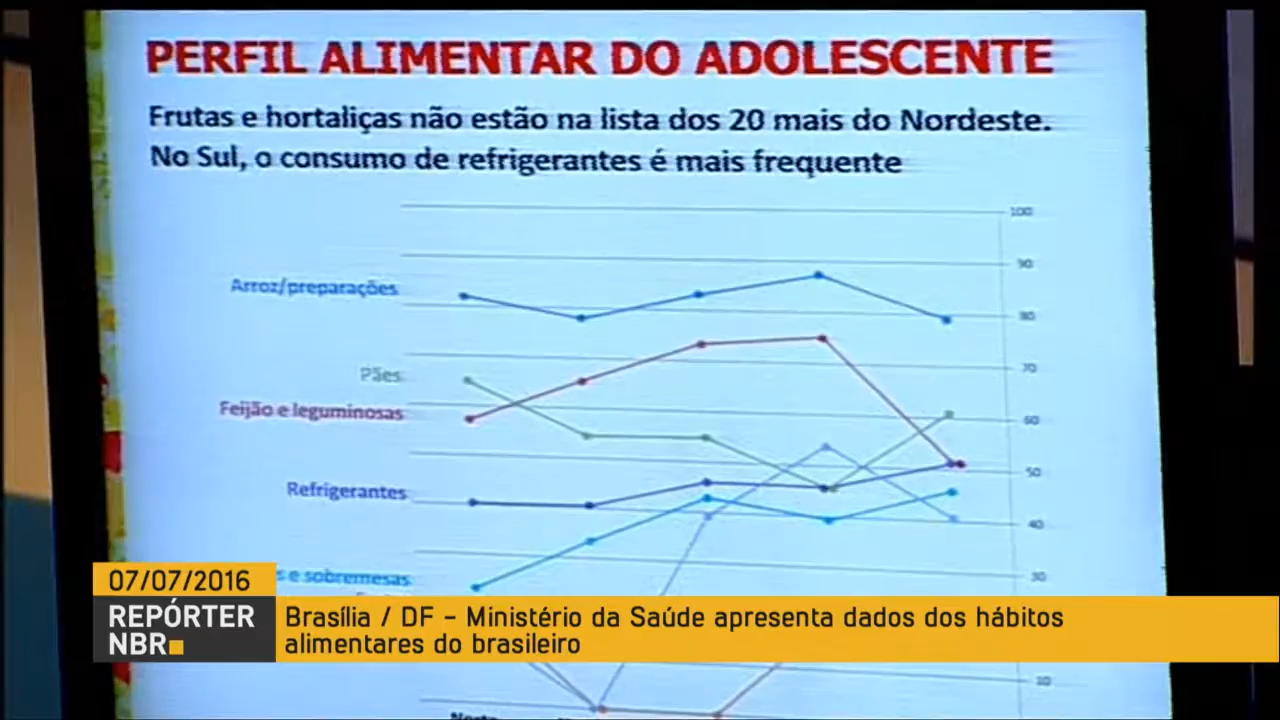 PERFIL ALIMENTAR DO ADOLESCENTE
Frutas e hortaliças não estão na lista dos 20 mais do Nordeste.
No Sul, o consumo de refrigerantes é mais frequente
100
90
Arroz/preparações
80
70
Pães
Feijão e leguminosas
60
50
Refrigerantes
40
30
s e sobremesas
07/07/2016
REPÓRTER
NBR
Brasília / DF - Ministério da Saúde apresenta dados dos hábitos
alimentares do brasileiro
10